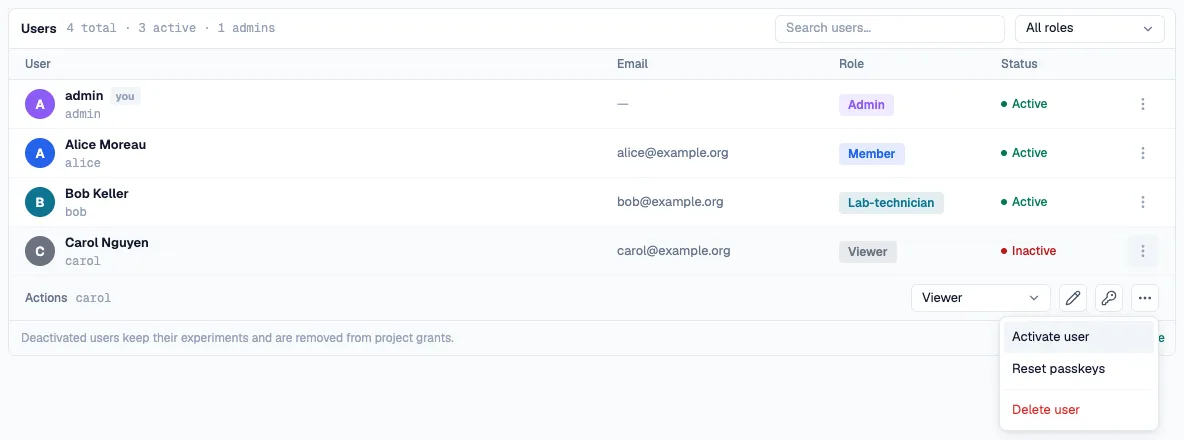 Users 4 total · 3 active · 1 admins Search users… All roles
User Email Role Status
A admin you — Admin Active
admin
A Alice Moreau alice@example.org Member Active
alice
B Bob Keller bob@example.org Lab-technician Active
bob
C Carol Nguyen carol@example.org Viewer Inactive
carol
Actions carol Viewer
Deactivated users keep their experiments and are removed from project grants.
Activate user
Reset passkeys
Delete user